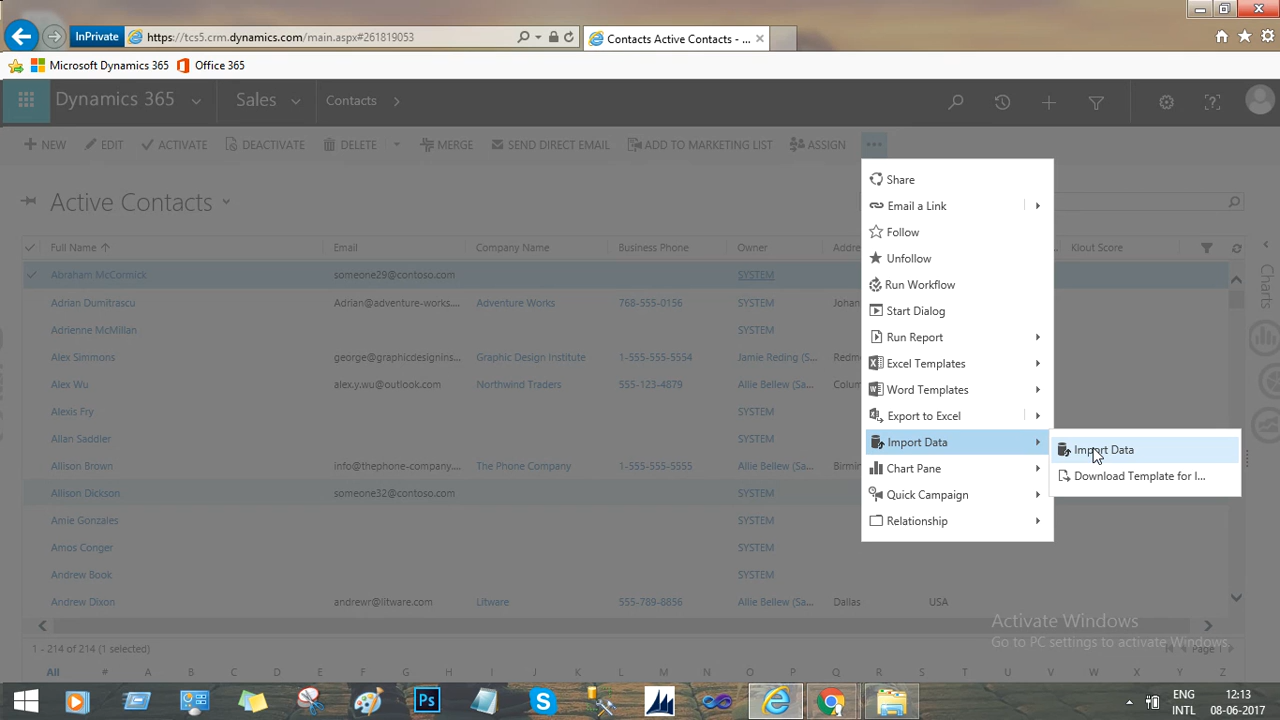 InPrivate https://tcs5.crm.dynamics.com/main.aspx#261819053 Contacts Active Contacts - ...
Microsoft Dynamics 365 Office 365
Dynamics 365 Sales Contacts
NEW EDIT ACTIVATE DEACTIVATE DELETE MERGE SEND DIRECT EMAIL ADD TO MARKETING LIST ASSIGN ...
Active Contacts
Full Name Email Company Name Business Phone Owner Addre Klout Score
Abraham McCormick someone29@contoso.com SYSTEM
Adrian Dumitrascu Adrian@adventure-works.... Adventure Works 768-555-0156 SYSTEM Johan
Adrienne McMillan SYSTEM
Alex Simmons george@graphicdesignins... Graphic Design Institute 1-555-555-5554 Jamie Reding (Sa... Redm
Alex Wu alex.y.wu@outlook.com Northwind Traders 555-123-4879 Allie Bellew (Sa... Colum
Alexis Fry SYSTEM
Allan Saddler SYSTEM
Allison Brown info@thephone-company.... The Phone Company 1-555-555-5555 Allie Bellew (Sa... Birmi
Allison Dickson someone32@contoso.com SYSTEM
Amie Gonzales SYSTEM
Amos Conger SYSTEM
Andrew Book SYSTEM
Andrew Dixon andrewr@litware.com Litware 555-789-8856 Allie Bellew (Sa... Dallas USA
Share
Email a Link
Follow
Unfollow
Run Workflow
Start Dialog
Run Report
Excel Templates
Word Templates
Export to Excel
Import Data
Chart Pane
Quick Campaign
Relationship
Import Data
Download Template for I...
Charts
Activate Windows
Go to PC settings to activate Windows.
1 - 214 of 214 (1 selected) Page 1
All # A B C D E F G H I J K L M N O P Q R S T U V W X Y Z
Ps
ENG 12:13
INTL 08-06-2017